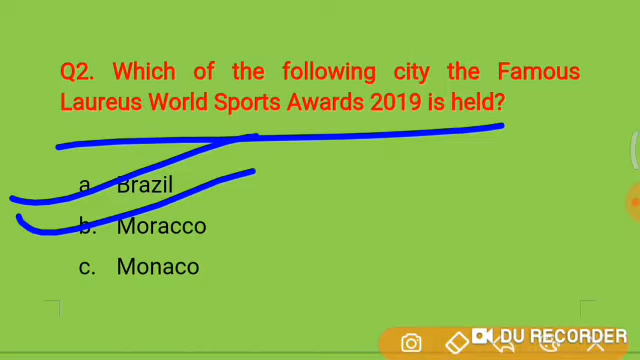 Q2. Which of the following city the Famous
Laureus World Sports Awards 2019 is held?
a. Brazil
b. Moracco
c. Monaco
DU RECORDER